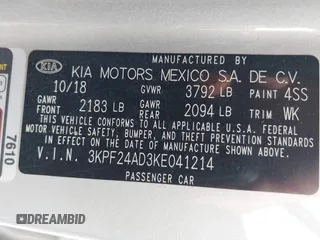 MANUFACTURED BY
KIA KIA MOTORS MEXICO S.A. DE C.V.
10/18 GVWR 3792 LB PAINT 4SS
GAWR FRT 2183 LB GAWR RR 2094 LB TRIM WK
THIS VEHICLE CONFORMS TO ALL APPLICABLE U.S. FEDERAL MOTOR VEHICLE
SAFETY, BUMPER, AND THEFT PREVENTION STANDARDS IN
EFFECT ON THE DATE OF MANUFACTURE SHOWN ABOVE.
V.I.N. 3KPF24AD3KE041214
PASSENGER CAR
7610
DREAMBID